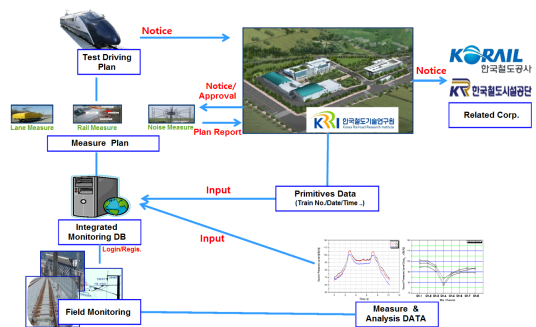 Notice
Test Driving
Plan
Notice/
Approval
Notice
KORAIL
한국철도공사
KR 한국철도시설공단
Related Corp.
Lane Measure
Rail Measure
Noise Measure
Plan Report
KRRI 한국철도기술연구원
Korea Railroad Research Institute
Measure Plan
Input
Primitives Data
(Train No./Date/Time ..)
Integrated
Monitoring DB
Input
Login/Regis.
Field Monitoring
Measure &
Analysis DATA